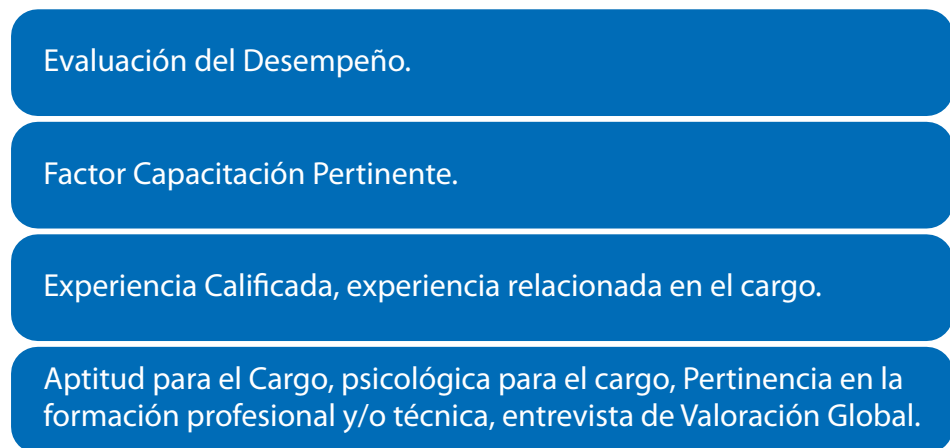 Evaluación del Desempeño.
Factor Capacitación Pertinente.
Experiencia Calificada, experiencia relacionada en el cargo.
Aptitud para el Cargo, psicológica para el cargo, Pertinencia en la
formación profesional y/o técnica, entrevista de Valoración Global.